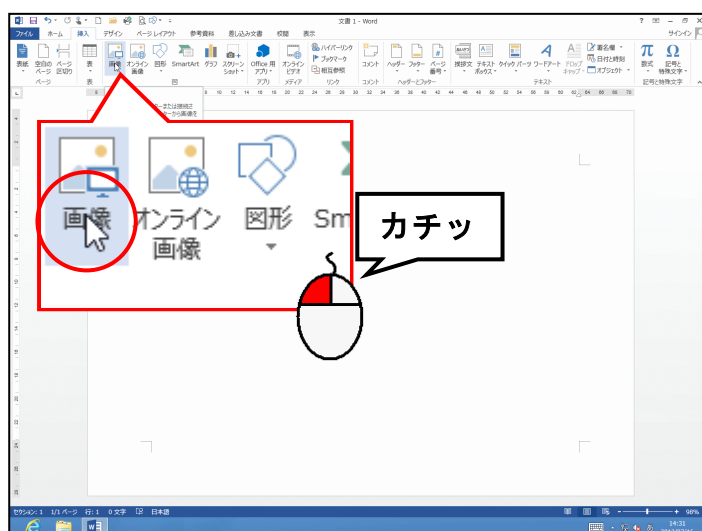 文書 1 - Word
ファイル ホーム 挿入 デザイン ページ レイアウト 参考資料 差し込み文書 校閲 表示 サインイン
表紙 空白のページ ページ区切り 表 画像 オンライン画像 図形 SmartArt グラフ スクリーンショット Office 用アプリ オンラインビデオ ハイパーリンク ブックマーク 相互参照 コメント ヘッダー フッター ページ番号 挨拶文 テキストボックス クイック パーツ ワードアート ドロップキャップ 署名欄 日付と時刻 オブジェクト 数式 記号と特殊文字
ページ 表 図 アプリ メディア リンク コメント ヘッダーとフッター テキスト 記号と特殊文字
画像 オンライン画像 図形 Sm
カチッ
セクション: 1 1/1 ページ 行: 1 0 文字 日本語 98%
14:31